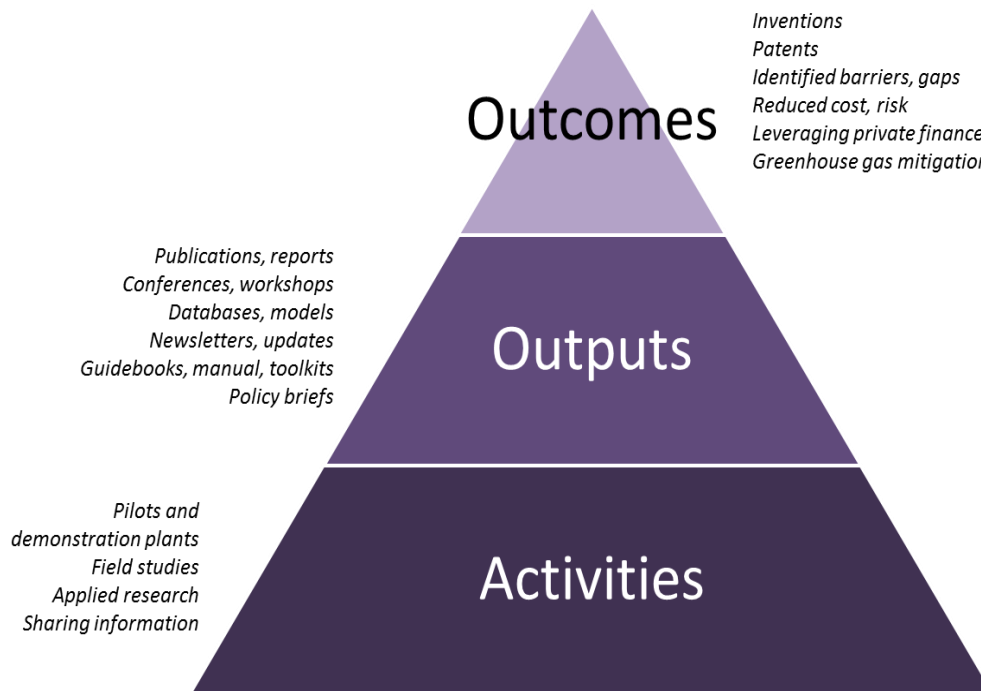 Inventions
Patents
Identified barriers, gaps
Reduced cost, risk
Leveraging private finance
Greenhouse gas mitigation
Outcomes
Publications, reports
Conferences, workshops
Databases, models
Newsletters, updates
Guidebooks, manual, toolkits
Policy briefs
Outputs
Pilots and
demonstration plants
Field studies
Applied research
Sharing information
Activities